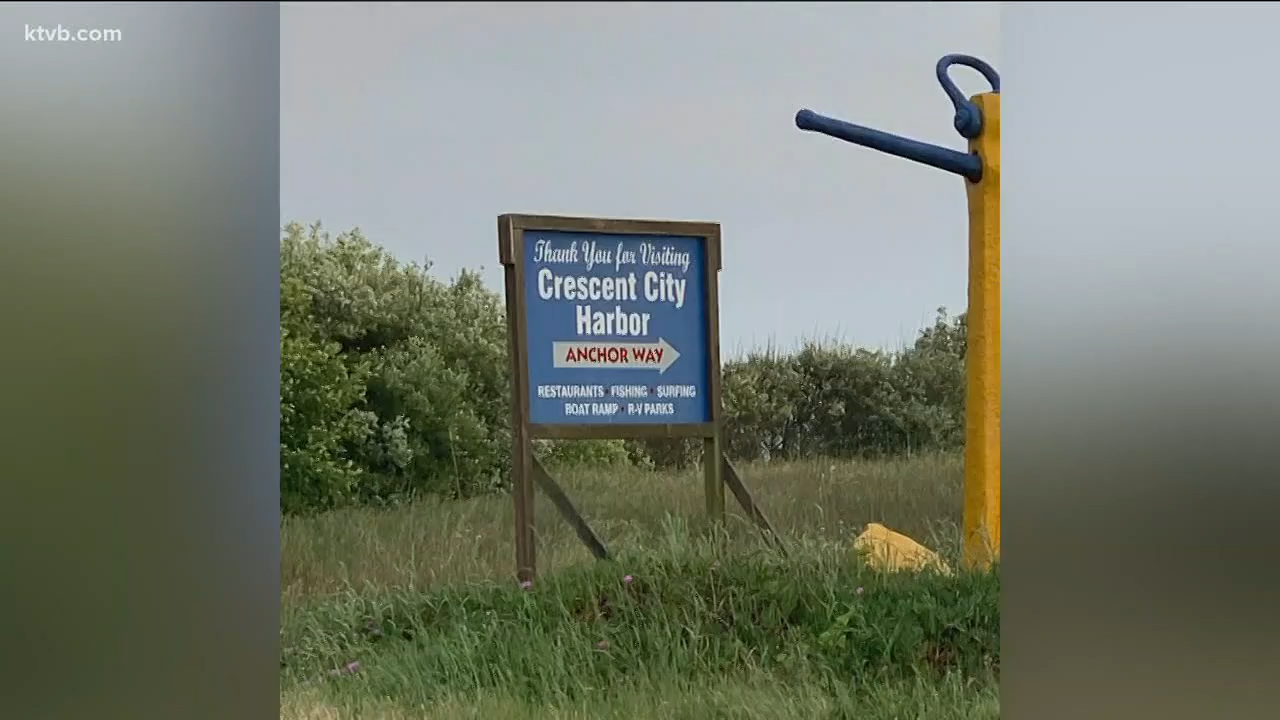 ktvb.com
Thank You for Visiting
Crescent City
Harbor
ANCHOR WAY
RESTAURANTS · FISHING · SURFING
BOAT RAMP · R-V PARKS